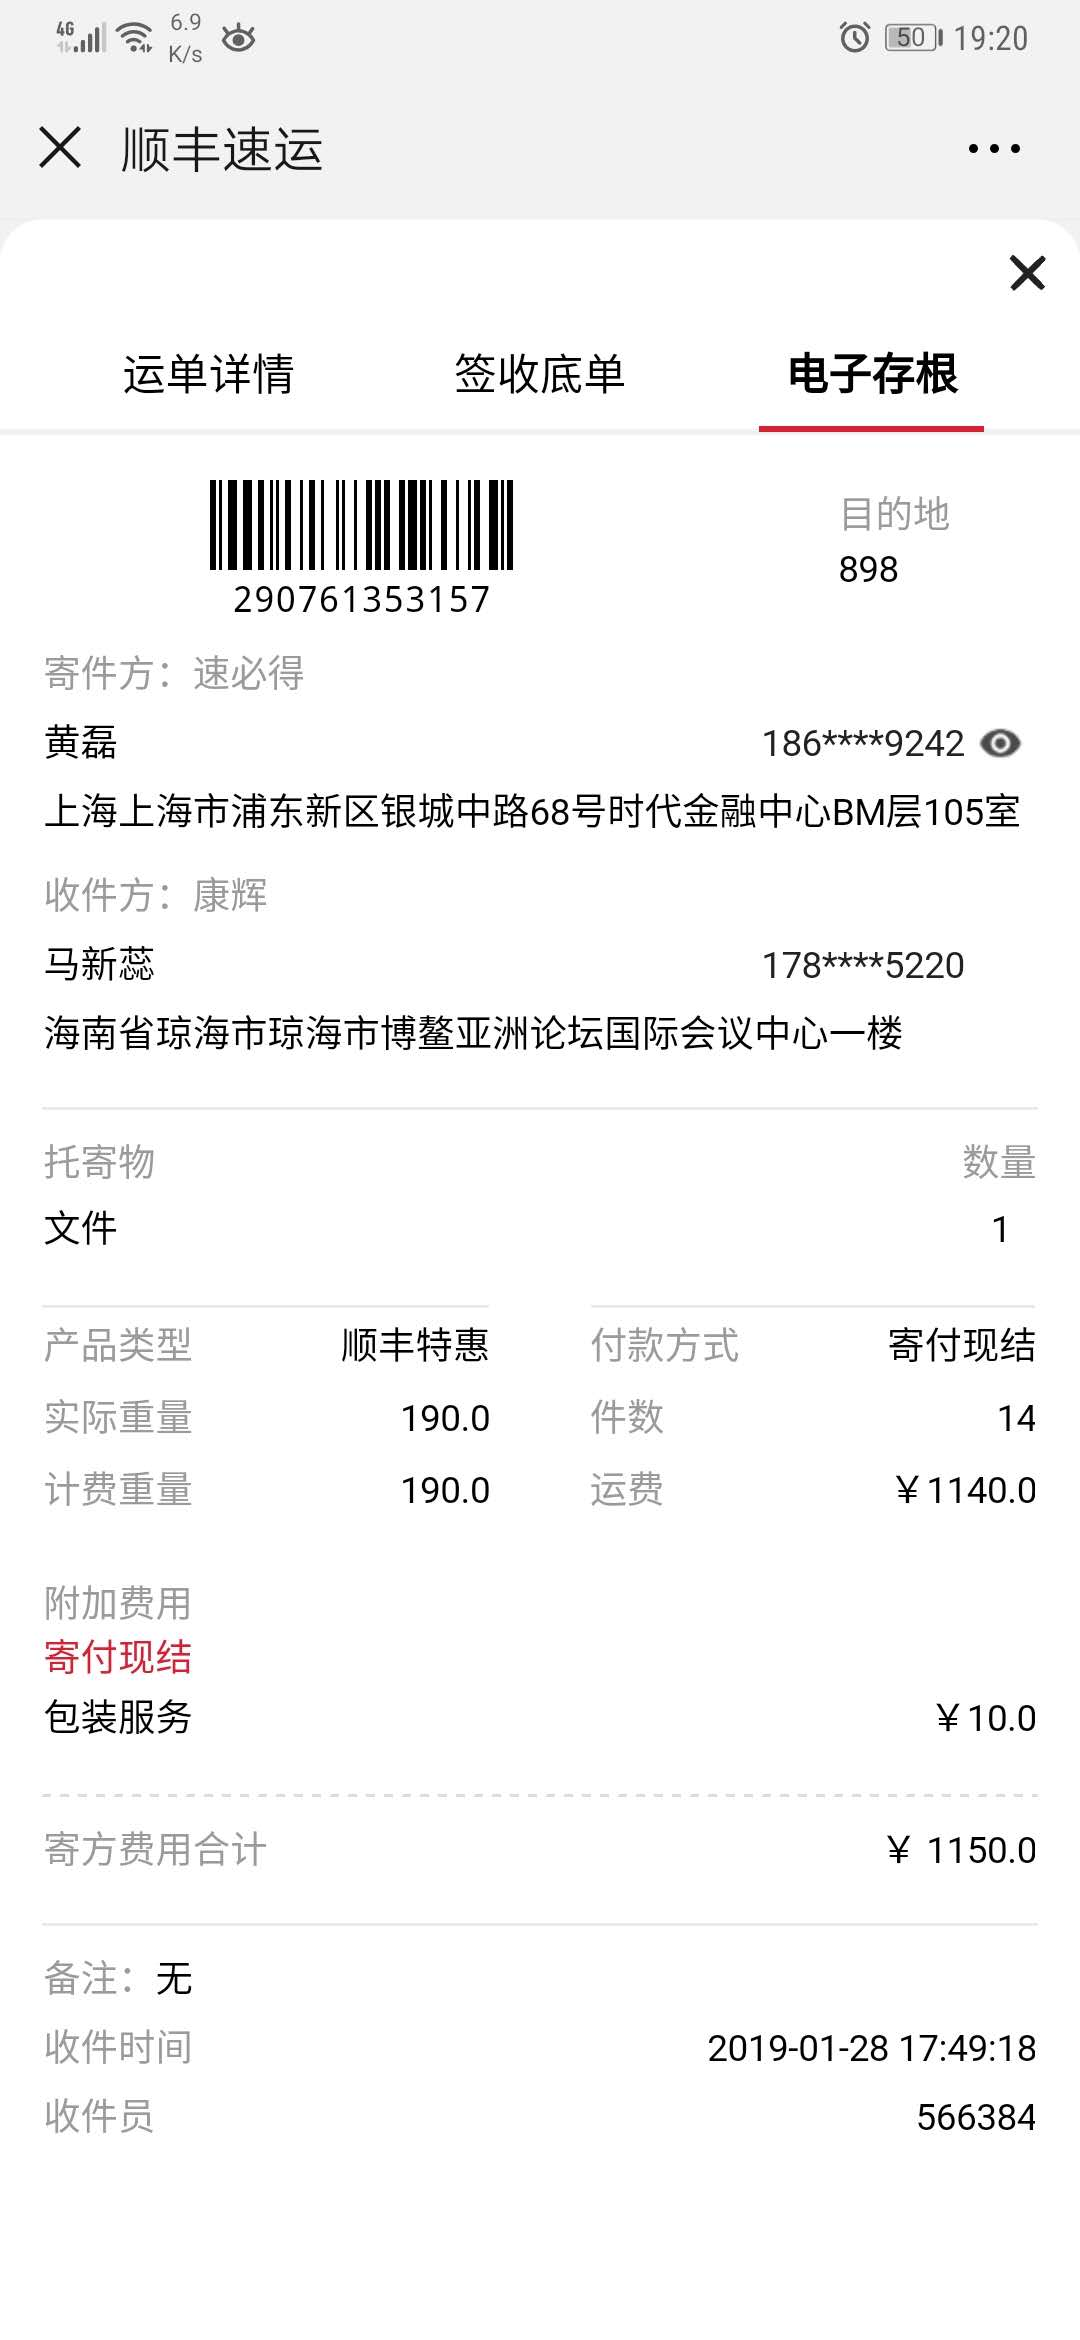 4G 6.9 K/s 50 19:20
顺丰速运
运单详情 签收底单 电子存根
目的地
898
290761353157
寄件方：速必得
黄磊 186****9242
上海上海市浦东新区银城中路68号时代金融中心BM层105室
收件方：康辉
马新蕊 178****5220
海南省琼海市琼海市博鳌亚洲论坛国际会议中心一楼
托寄物 数量
文件 1
产品类型 顺丰特惠 付款方式 寄付现结
实际重量 190.0 件数 14
计费重量 190.0 运费 ￥1140.0
附加费用
寄付现结
包装服务 ￥10.0
寄方费用合计 ￥ 1150.0
备注：无
收件时间 2019-01-28 17:49:18
收件员 566384